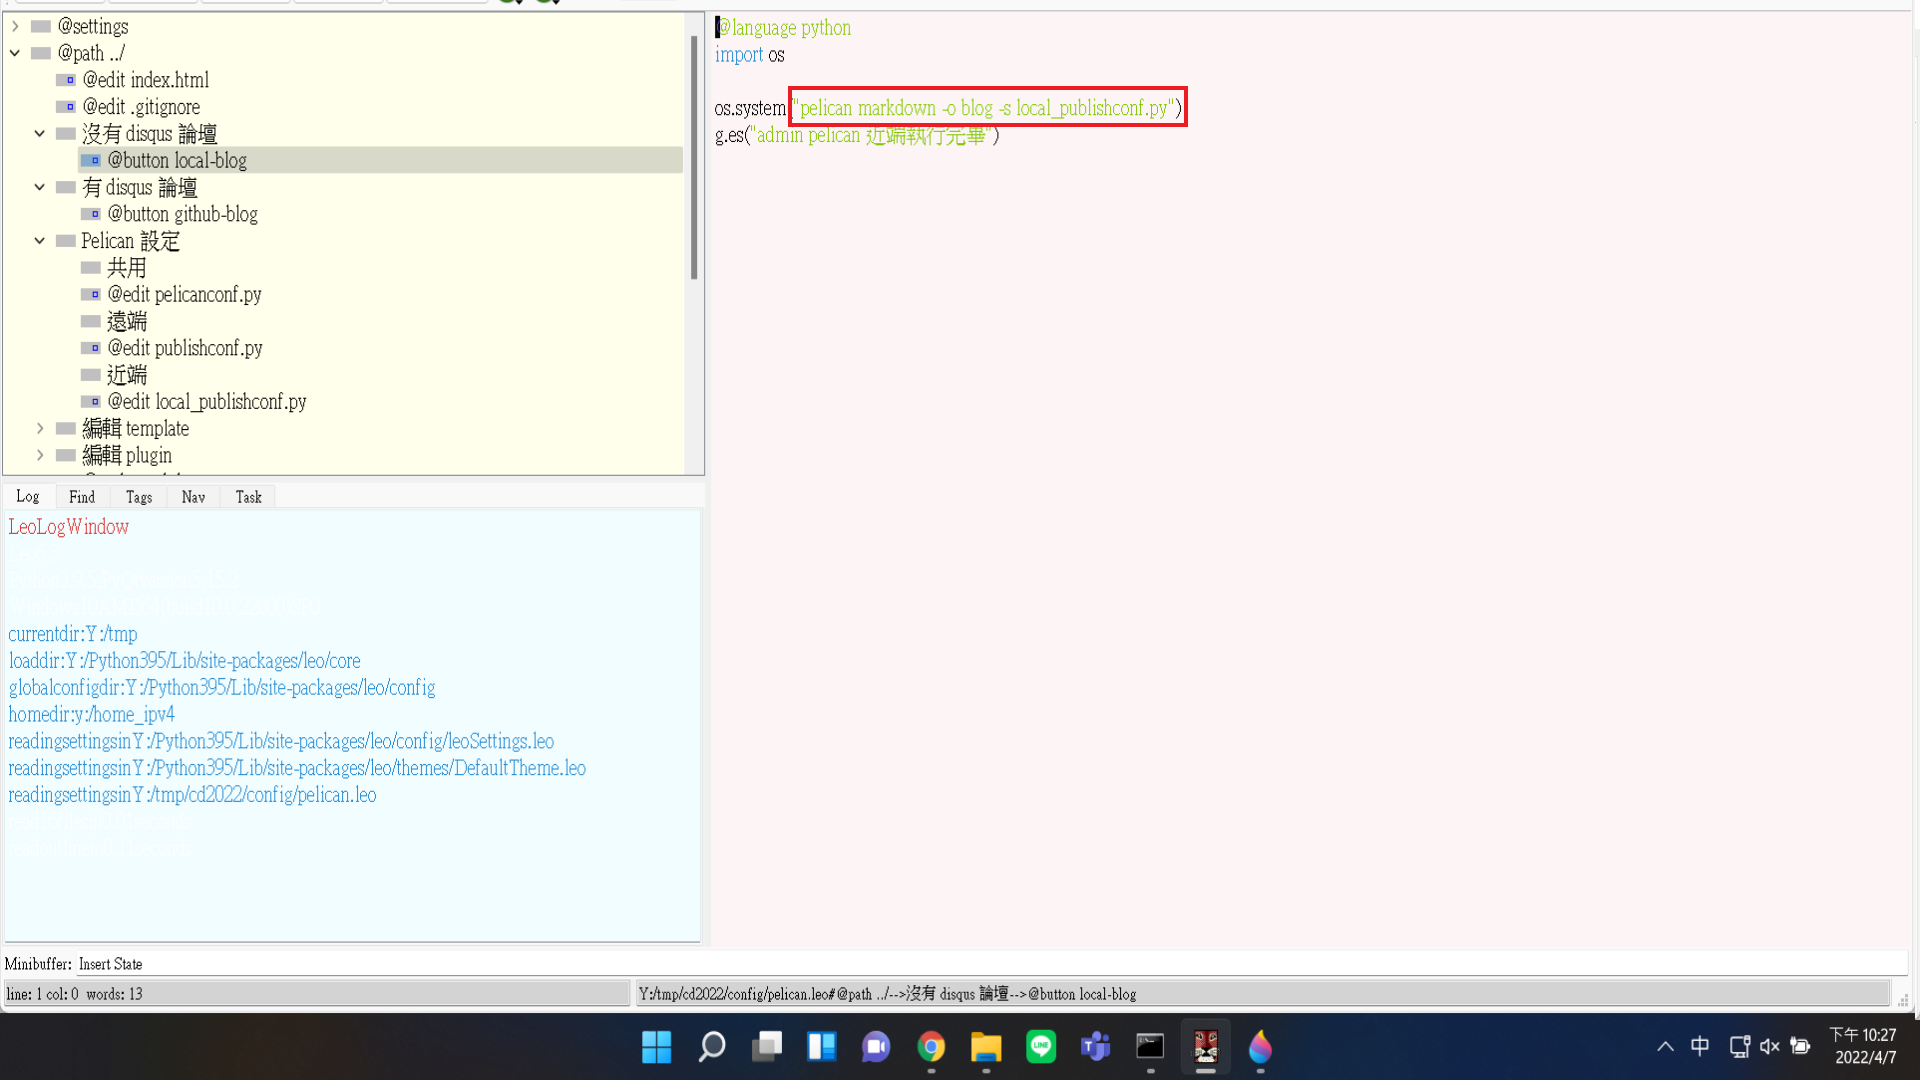 @settings
@path ../
@edit index.html
@edit .gitignore
沒有 disqus 論壇
@button local-blog
有 disqus 論壇
@button github-blog
Pelican 設定
共用
@edit pelicanconf.py
遠端
@edit publishconf.py
近端
@edit local_publishconf.py
編輯 template
編輯 plugin
@language python
import os
os.system("pelican markdown -o blog -s local_publishconf.py")
g.es("admin pelican 近端執行完畢")
Log Find Tags Nav Task
LeoLogWindow
currentdir:Y:/tmp
loaddir:Y:/Python395/Lib/site-packages/leo/core
globalconfigdir:Y:/Python395/Lib/site-packages/leo/config
homedir:y:/home_ipv4
readingsettingsinY:/Python395/Lib/site-packages/leo/config/leoSettings.leo
readingsettingsinY:/Python395/Lib/site-packages/leo/themes/DefaultTheme.leo
readingsettingsinY:/tmp/cd2022/config/pelican.leo
Minibuffer: Insert State
line: 1 col: 0 words: 13
Y:/tmp/cd2022/config/pelican.leo#@path ../-->沒有 disqus 論壇-->@button local-blog
中
下午 10:27
2022/4/7